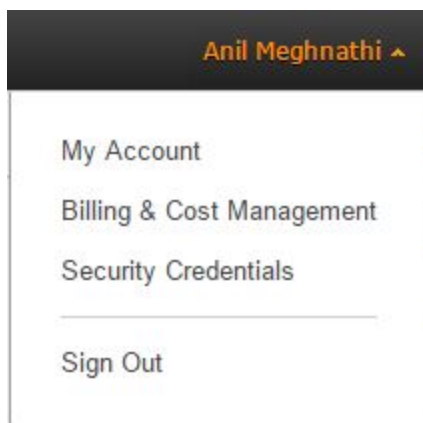 Anil Meghnathi
My Account
Billing & Cost Management
Security Credentials
Sign Out